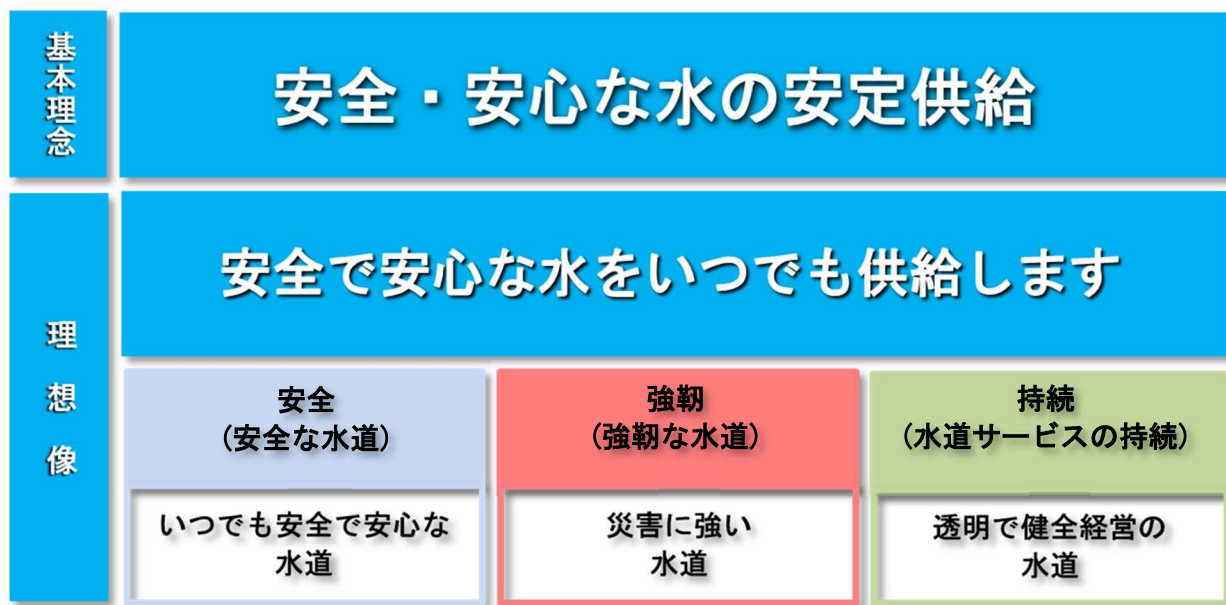 基本理念
安全・安心な水の安定供給
理想像
安全で安心な水をいつでも供給します
安全
(安全な水道)
いつでも安全で安心な
水道
強靭
(強靭な水道)
災害に強い
水道
持続
(水道サービスの持続)
透明で健全経営の
水道